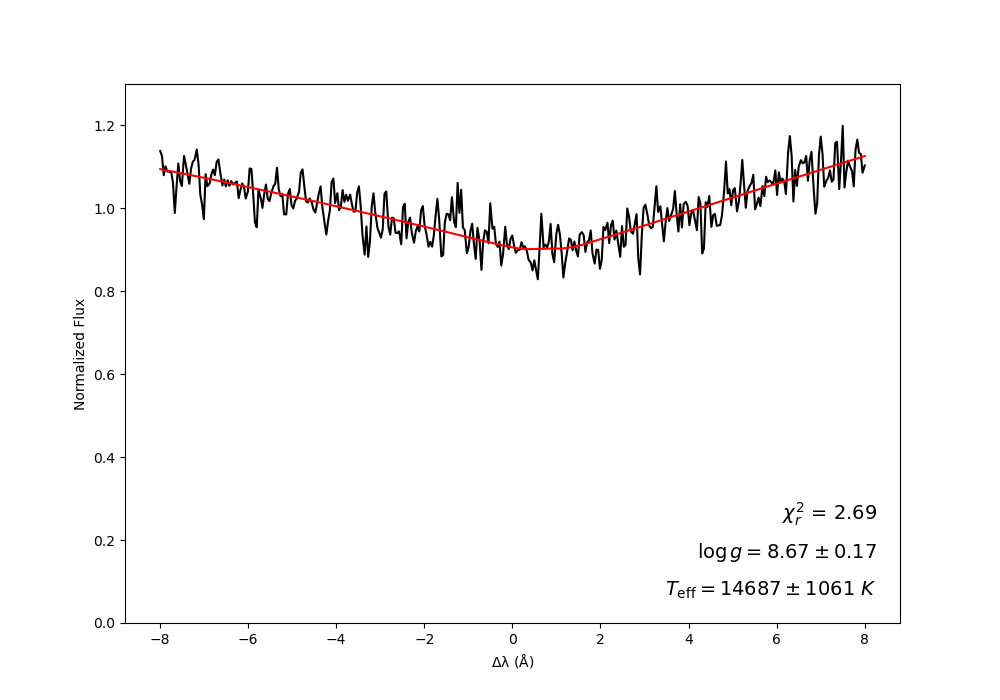 1.2
1.0
0.8
0.6
0.4
0.2
0.0
Normalized Flux
χ²ᵣ = 2.69
log g = 8.67 ± 0.17
T_eff = 14687 ± 1061 K
−8 −6 −4 −2 0 2 4 6 8
Δλ (Å)